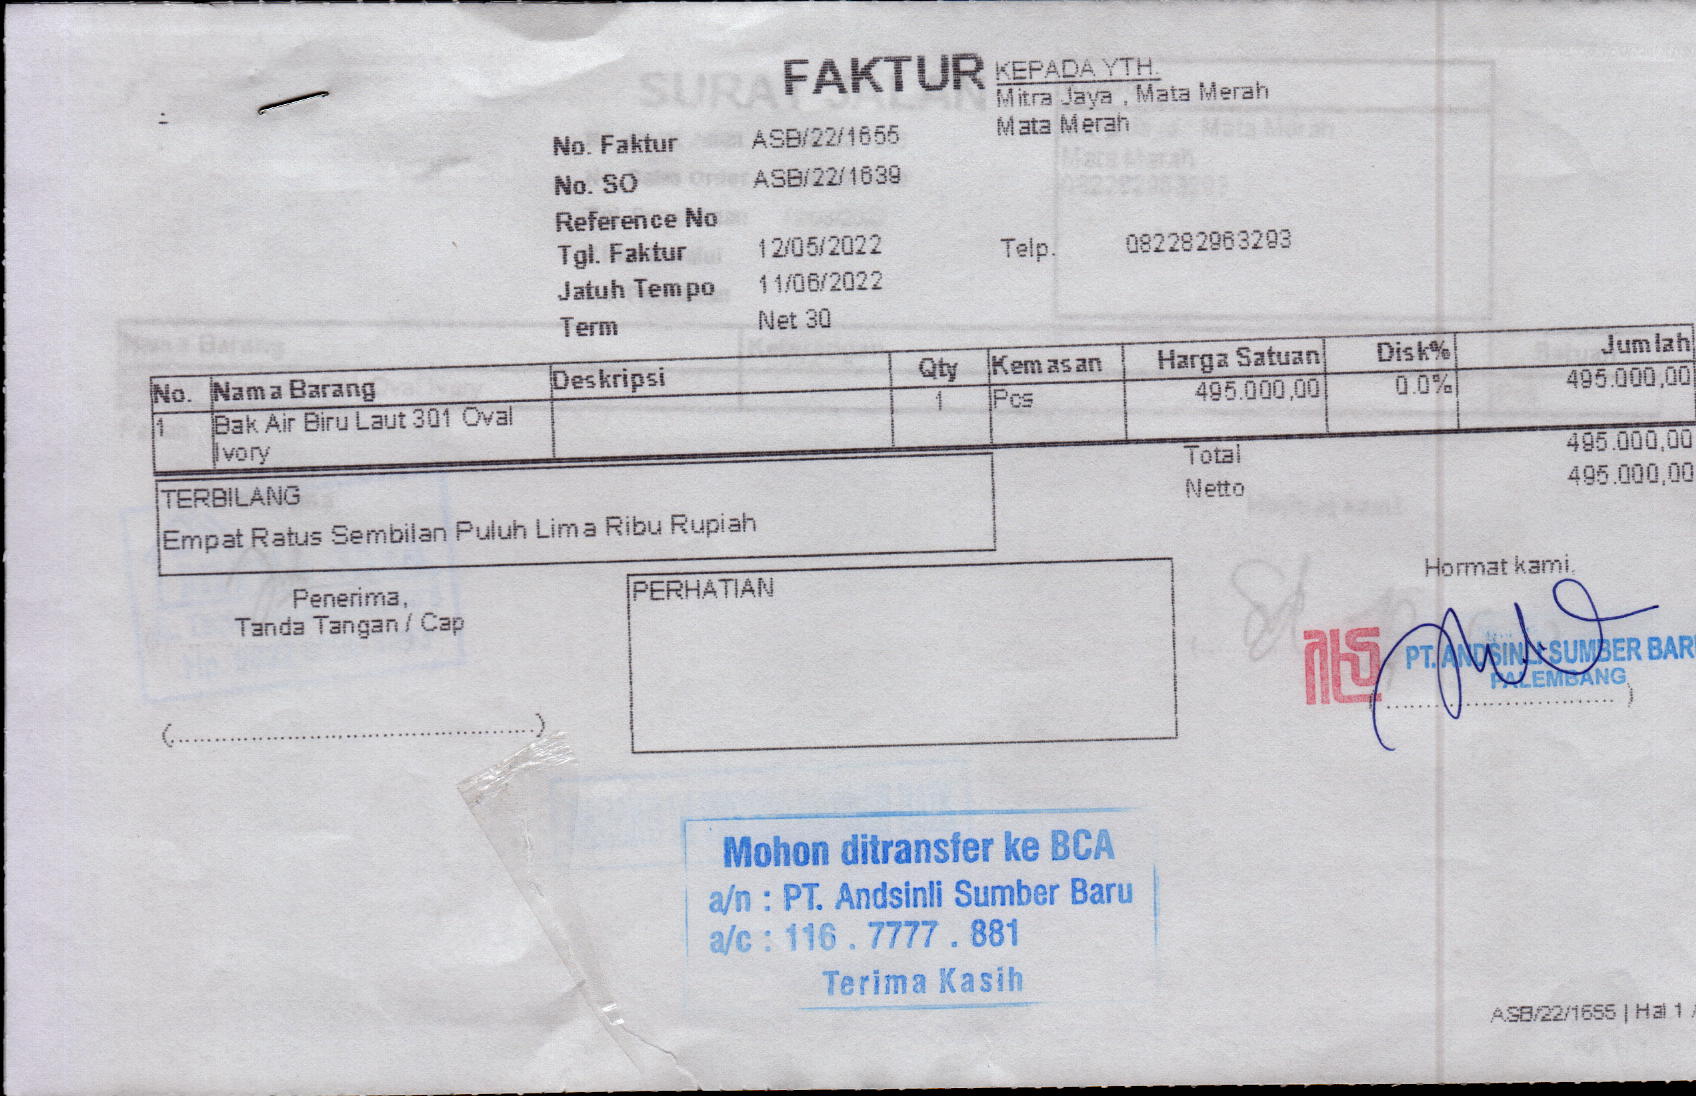 FAKTUR
KEPADA YTH.
Mitra Jaya , Mata Merah
Mata Merah
No. Faktur ASB/22/1655
No. SO ASB/22/1639
Reference No
Tgl. Faktur 12/05/2022
Telp. 082282963293
Jatuh Tempo 11/06/2022
Term Net 30
No. Nama Barang Deskripsi Qty Kemasan Harga Satuan Disk% Jumlah
1 Bak Air Biru Laut 301 Oval 1 Pcs 495.000,00 0.0% 495.000,00
Ivory
Total 495.000,00
Netto 495.000,00
TERBILANG
Empat Ratus Sembilan Puluh Lima Ribu Rupiah
Penerima,
Tanda Tangan / Cap
PERHATIAN
Hormat kami.
PT. ANDSINLI SUMBER BARU
PALEMBANG
(................................................)
Mohon ditransfer ke BCA
a/n : PT. Andsinli Sumber Baru
a/c : 116 . 7777 . 881
Terima Kasih
ASB/22/1655 | Hal 1 /